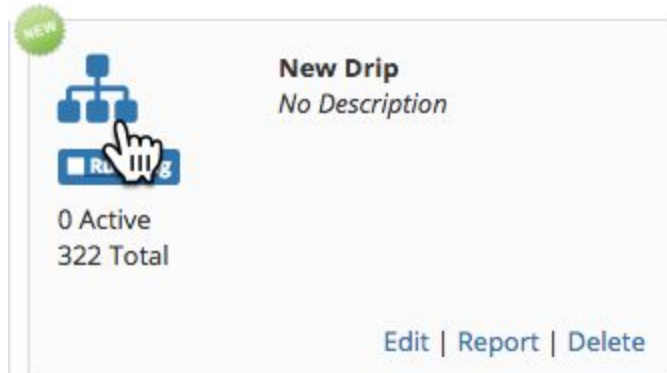 NEW
New Drip
No Description
0 Active
322 Total
Edit | Report | Delete